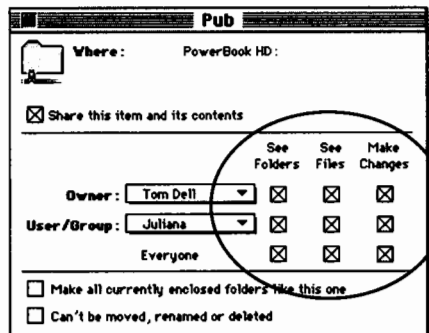 Pub
Where: PowerBook HD:
Share this item and its contents
See Folders See Files Make Changes
Owner: Tom Dell
User/Group: Juliana
Everyone
Make all currently enclosed folders like this one
Can't be moved, renamed or deleted